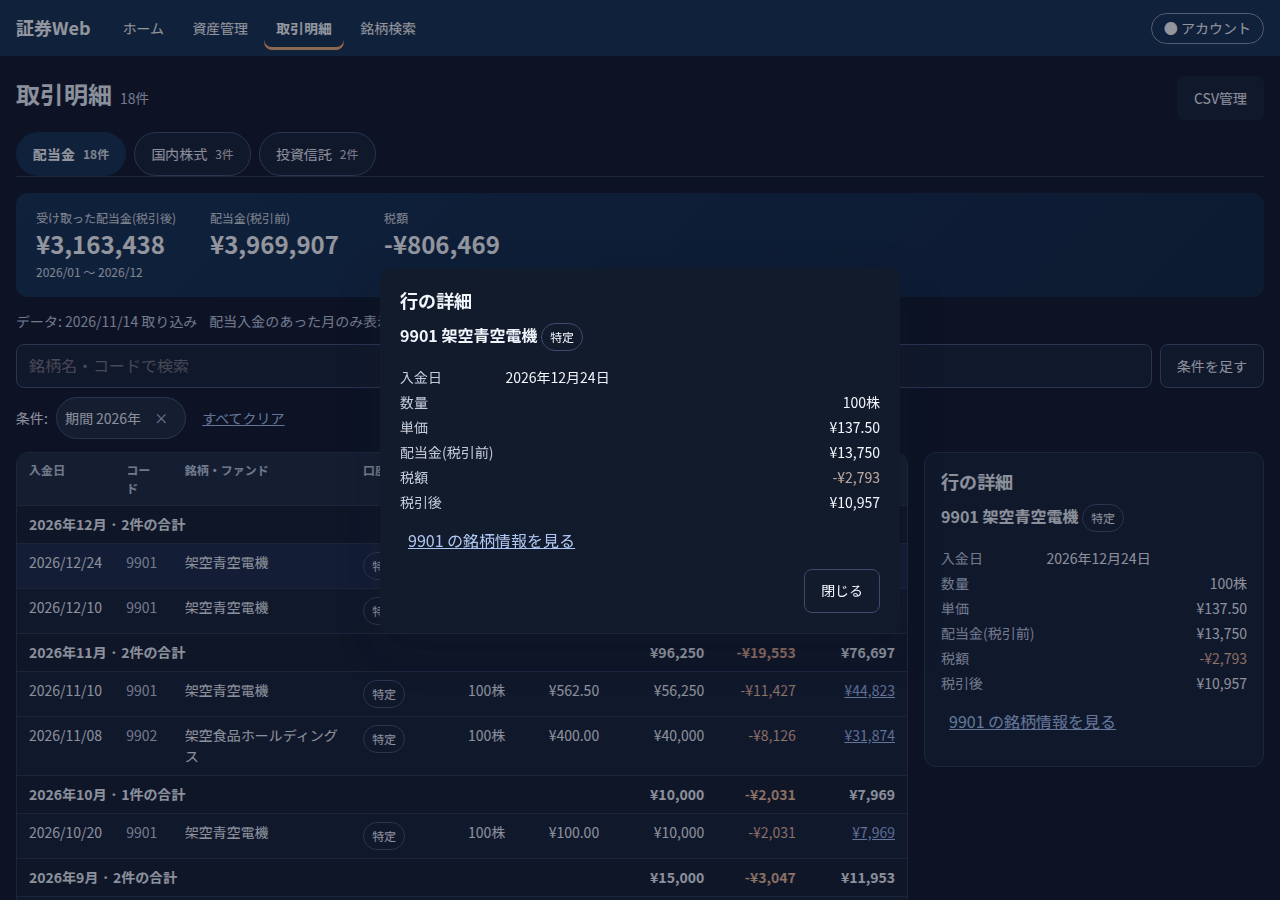 証券Web ホーム 資産管理 取引明細 銘柄検索 アカウント
取引明細 18件 CSV管理
配当金 18件 国内株式 3件 投資信託 2件
受け取った配当金(税引後) 配当金(税引前) 税額
¥3,163,438 ¥3,969,907 -¥806,469
2026/01 〜 2026/12
データ: 2026/11/14 取り込み 配当入金のあった月のみ表
銘柄名・コードで検索 条件を足す
条件: 期間 2026年 × すべてクリア
入金日 コード 銘柄・ファンド
2026年12月・2件の合計
2026/12/24 9901 架空青空電機
2026/12/10 9901 架空青空電機
2026年11月・2件の合計 ¥96,250 -¥19,553 ¥76,697
2026/11/10 9901 架空青空電機 特定 100株 ¥562.50 ¥56,250 -¥11,427 ¥44,823
2026/11/08 9902 架空食品ホールディングス 特定 100株 ¥400.00 ¥40,000 -¥8,126 ¥31,874
2026年10月・1件の合計 ¥10,000 -¥2,031 ¥7,969
2026/10/20 9901 架空青空電機 特定 100株 ¥100.00 ¥10,000 -¥2,031 ¥7,969
2026年9月・2件の合計 ¥15,000 -¥3,047 ¥11,953
行の詳細
9901 架空青空電機 特定
入金日 2026年12月24日
数量 100株
単価 ¥137.50
配当金(税引前) ¥13,750
税額 -¥2,793
税引後 ¥10,957
9901 の銘柄情報を見る
閉じる
行の詳細
9901 架空青空電機 特定
入金日 2026年12月24日
数量 100株
単価 ¥137.50
配当金(税引前) ¥13,750
税額 -¥2,793
税引後 ¥10,957
9901 の銘柄情報を見る